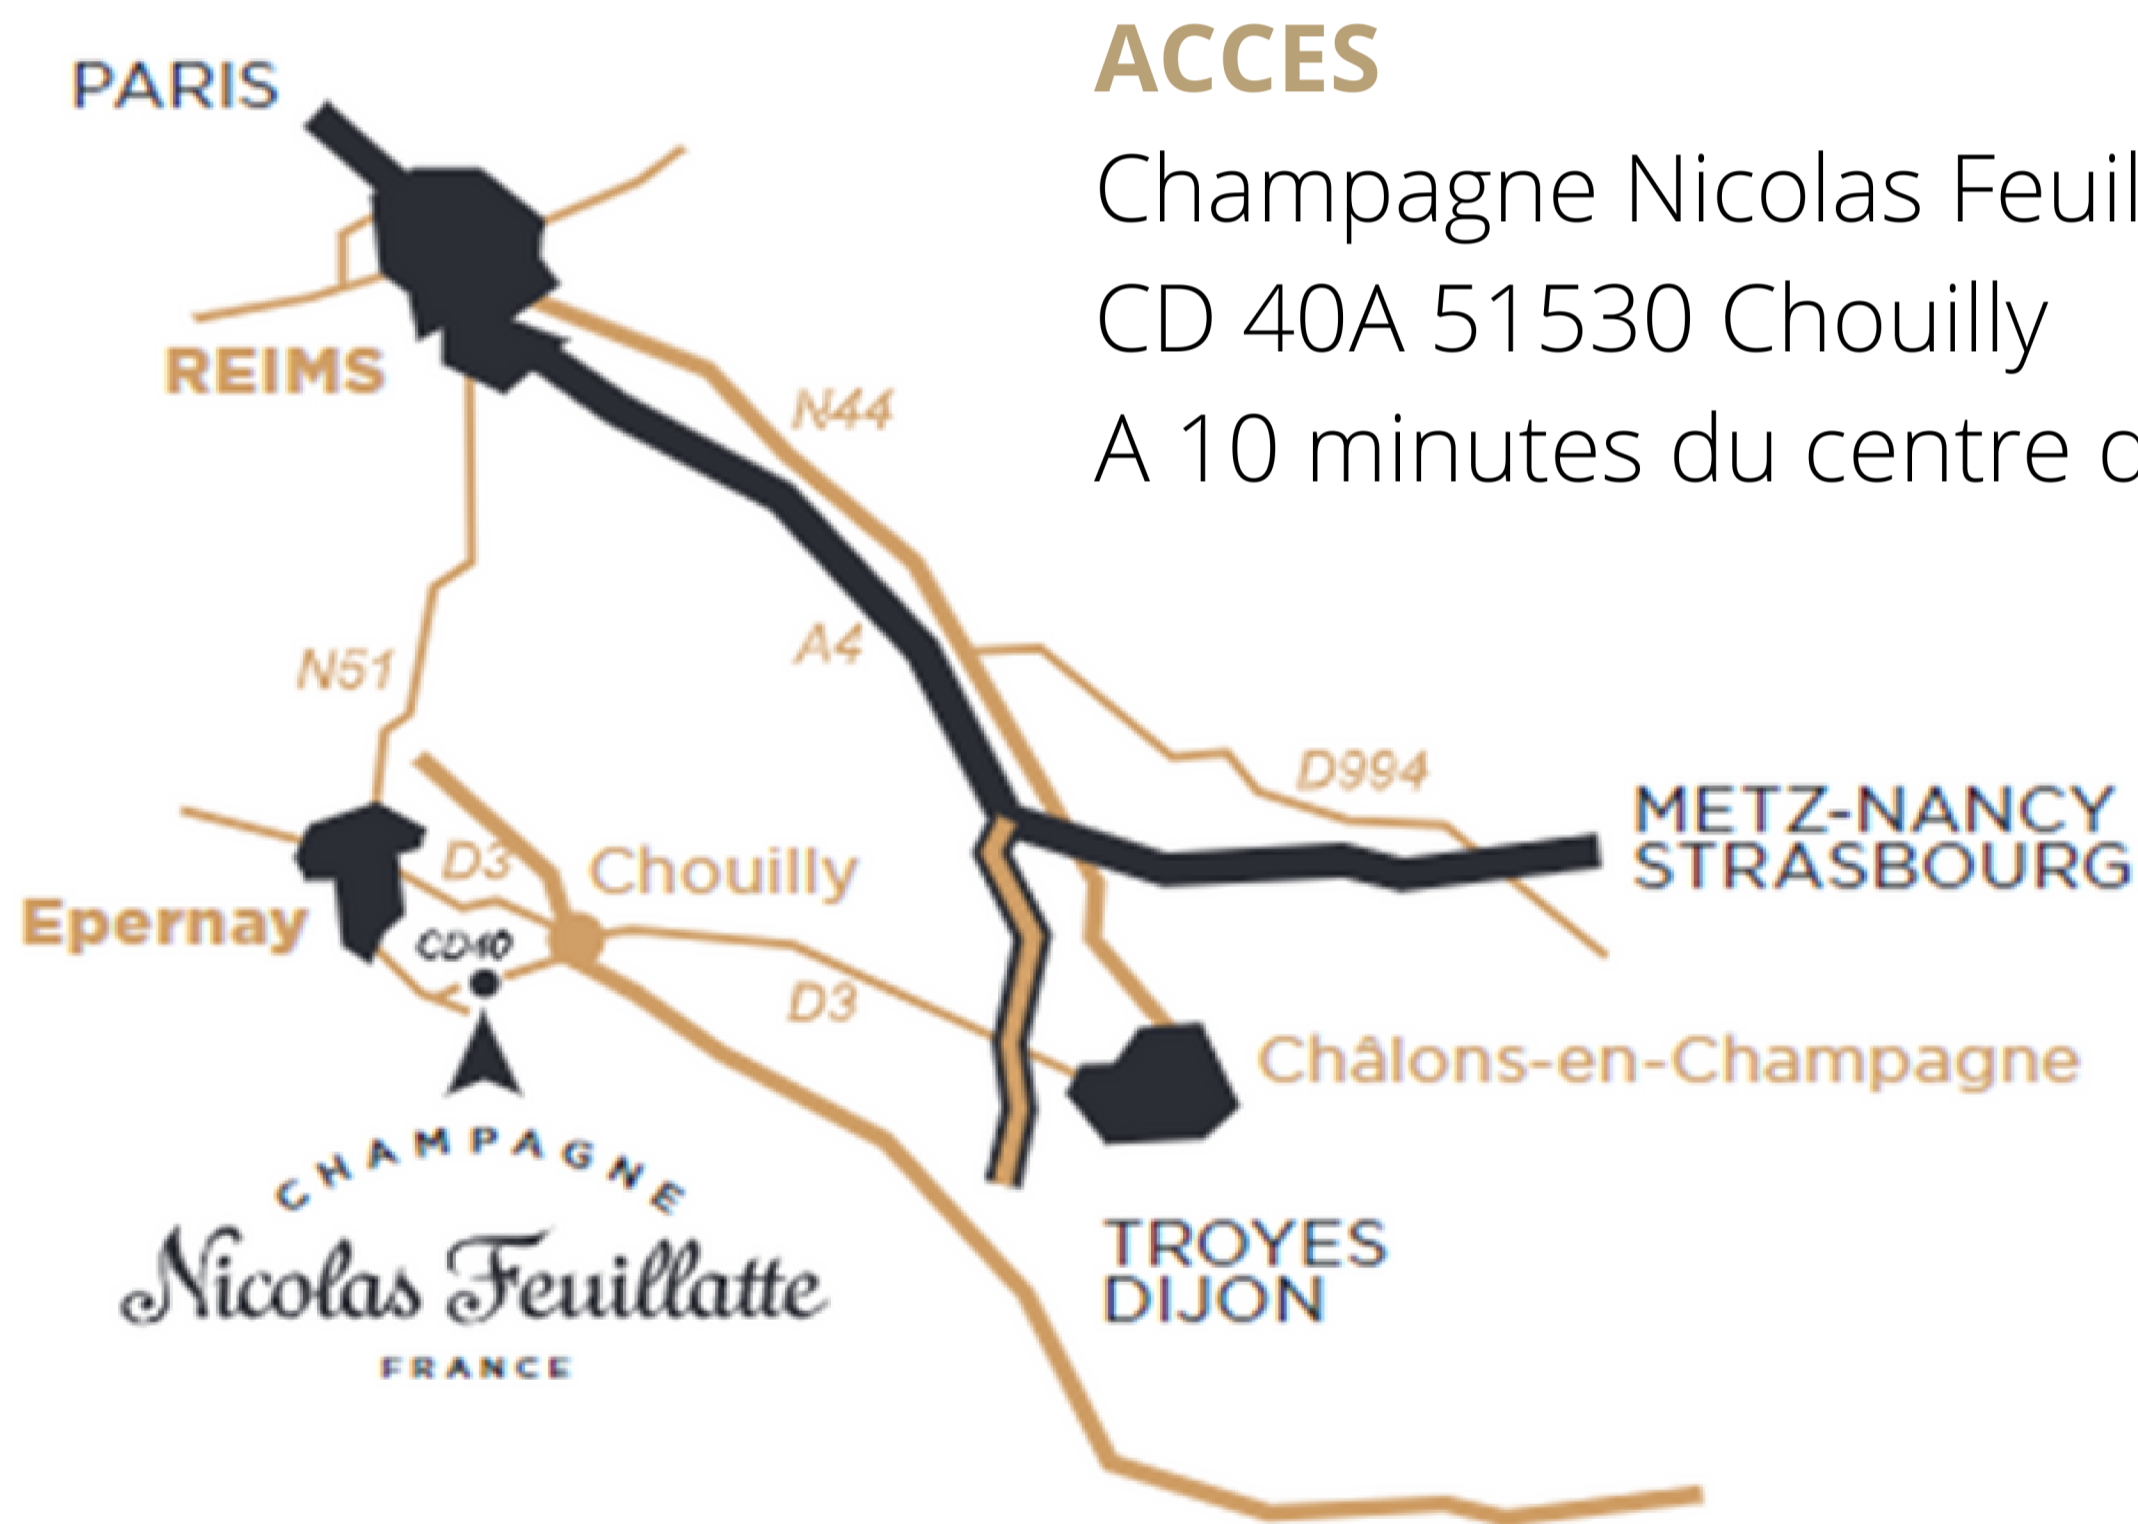 ACCES
Champagne Nicolas Feuil
CD 40A 51530 Chouilly
A 10 minutes du centre
PARIS
REIMS
N44
A4
N51
D994
METZ-NANCY
STRASBOURG
D3
Chouilly
Epernay
D3
Châlons-en-Champagne
CHAMPAGNE
Nicolas Feuillatte
FRANCE
TROYES
DIJON